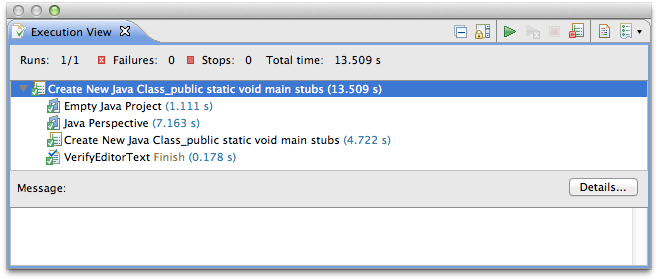 Execution View
Runs: 1/1 Failures: 0 Stops: 0 Total time: 13.509 s
Create New Java Class_public static void main stubs (13.509 s)
Empty Java Project (1.111 s)
Java Perspective (7.163 s)
Create New Java Class_public static void main stubs (4.722 s)
VerifyEditorText Finish (0.178 s)
Message:
Details...